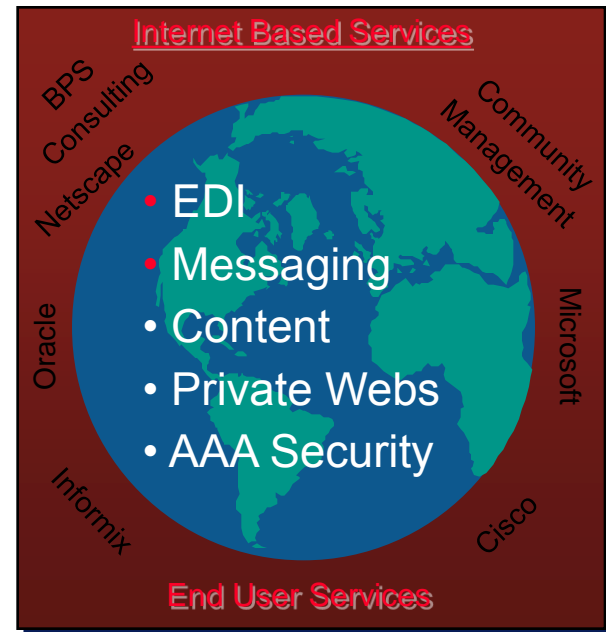 Internet Based Services
BPS
Consulting
Netscape
Oracle
Informix
Community
Management
Microsoft
Cisco
• EDI
• Messaging
• Content
• Private Webs
• AAA Security
End User Services